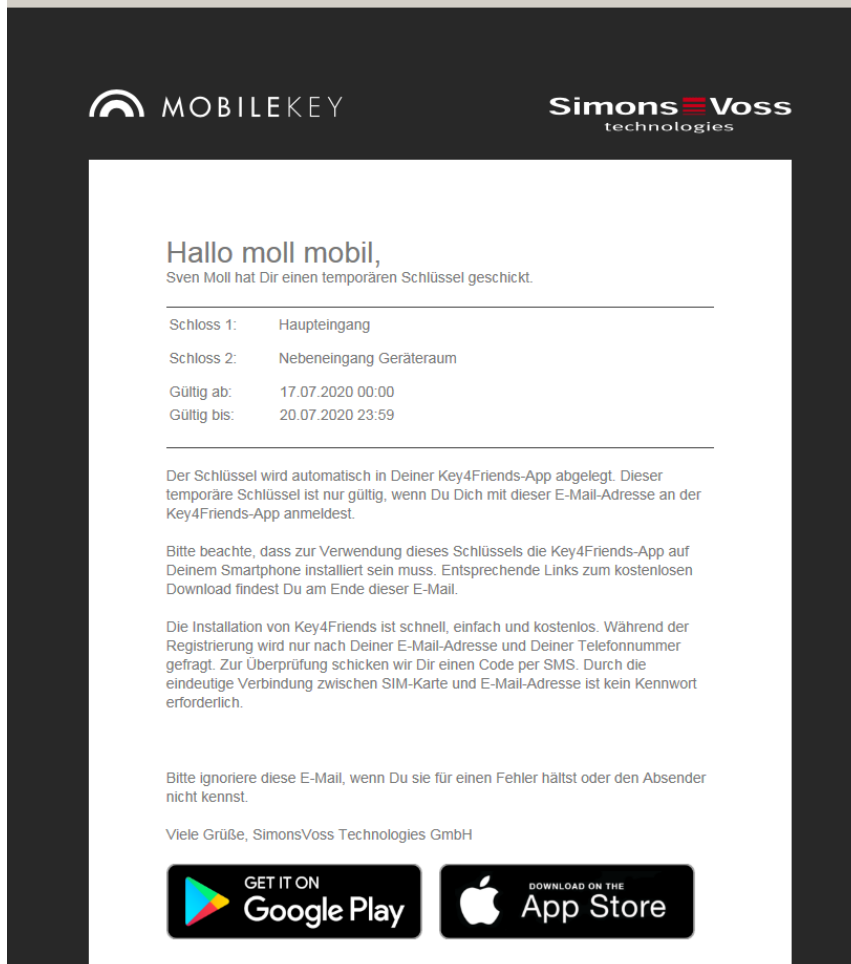 MOBILEKEY
Simons Voss
technologies
Hallo moll mobil,
Sven Moll hat Dir einen temporären Schlüssel geschickt.
Schloss 1: Haupteingang
Schloss 2: Nebeneingang Geräteraum
Gültig ab: 17.07.2020 00:00
Gültig bis: 20.07.2020 23:59
Der Schlüssel wird automatisch in Deiner Key4Friends-App abgelegt. Dieser
temporäre Schlüssel ist nur gültig, wenn Du Dich mit dieser E-Mail-Adresse an der
Key4Friends-App anmeldest.
Bitte beachte, dass zur Verwendung dieses Schlüssels die Key4Friends-App auf
Deinem Smartphone installiert sein muss. Entsprechende Links zum kostenlosen
Download findest Du am Ende dieser E-Mail.
Die Installation von Key4Friends ist schnell, einfach und kostenlos. Während der
Registrierung wird nur nach Deiner E-Mail-Adresse und Deiner Telefonnummer
gefragt. Zur Überprüfung schicken wir Dir einen Code per SMS. Durch die
eindeutige Verbindung zwischen SIM-Karte und E-Mail-Adresse ist kein Kennwort
erforderlich.
Bitte ignoriere diese E-Mail, wenn Du sie für einen Fehler hältst oder den Absender
nicht kennst.
Viele Grüße, SimonsVoss Technologies GmbH
GET IT ON
Google Play
DOWNLOAD ON THE
App Store